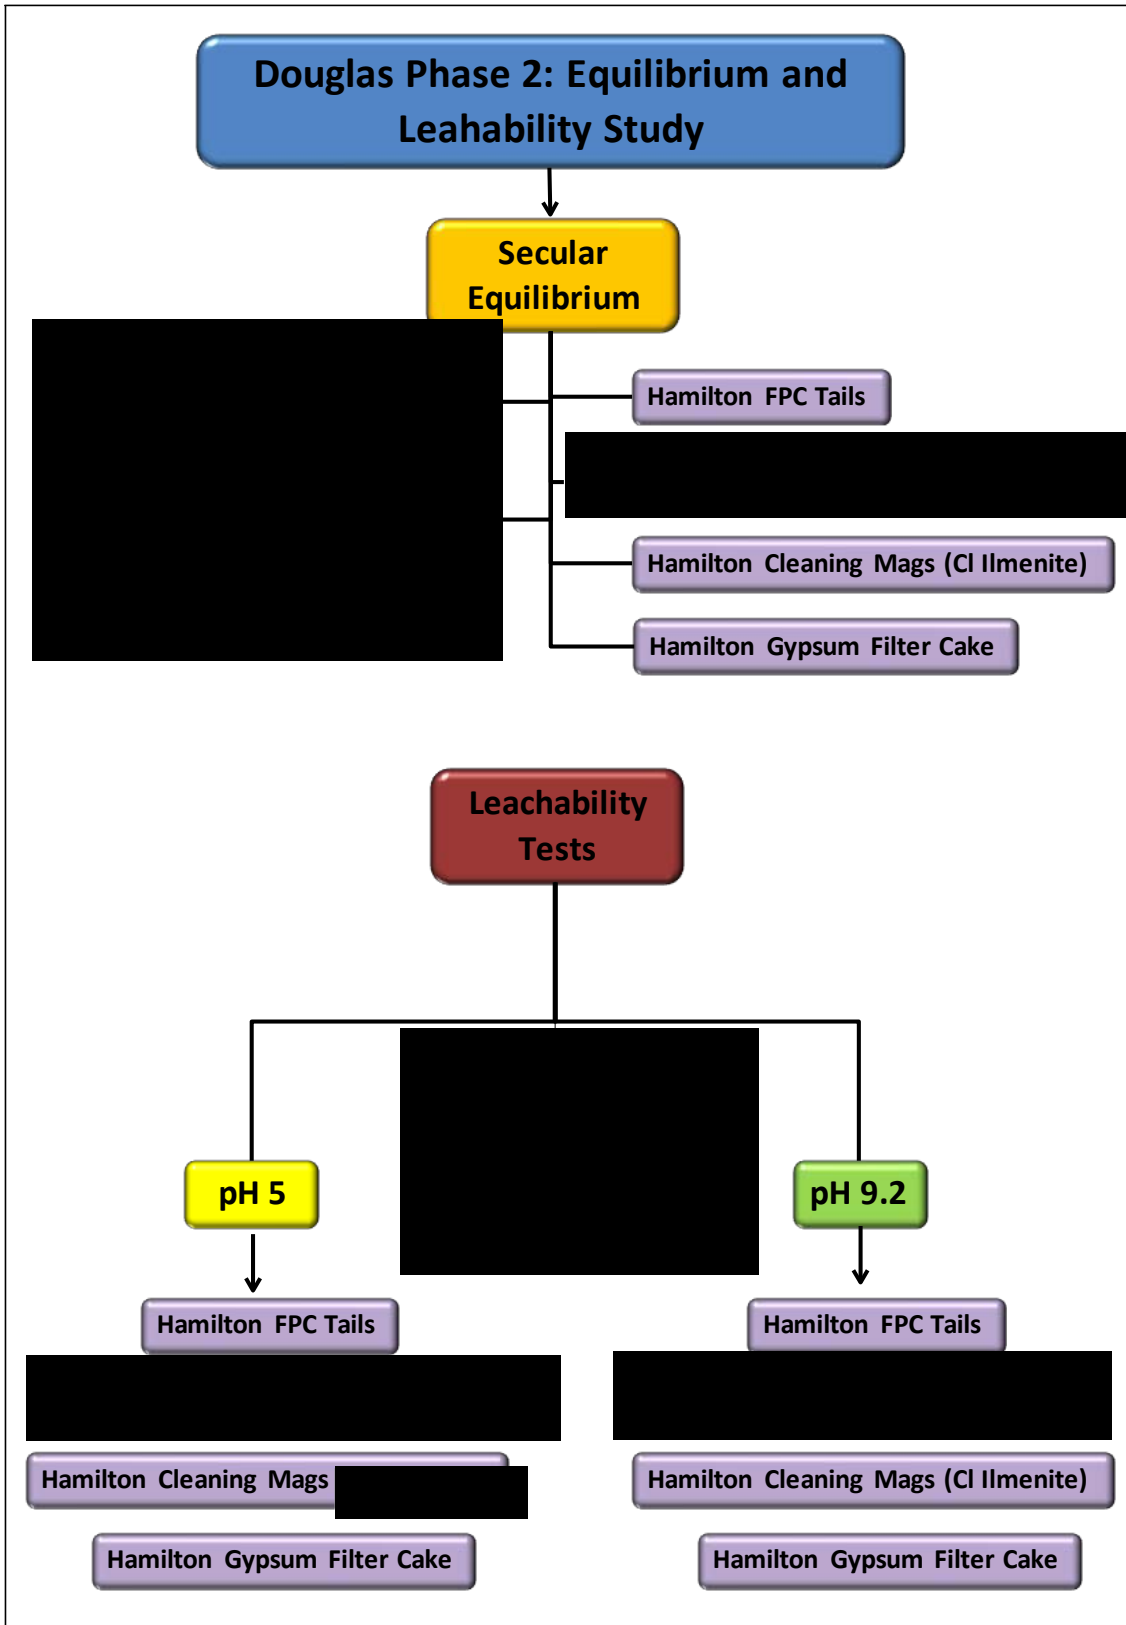 Douglas Phase 2: Equilibrium and
Leahability Study
Secular
Equilibrium
Hamilton FPC Tails
Hamilton Cleaning Mags (Cl Ilmenite)
Hamilton Gypsum Filter Cake
Leachability
Tests
pH 5
pH 9.2
Hamilton FPC Tails
Hamilton FPC Tails
Hamilton Cleaning Mags
Hamilton Cleaning Mags (Cl Ilmenite)
Hamilton Gypsum Filter Cake
Hamilton Gypsum Filter Cake